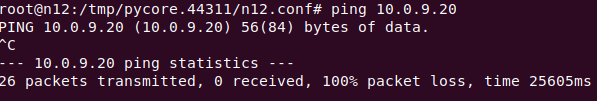 root@n12:/tmp/pycore.44311/n12.conf# ping 10.0.9.20
PING 10.0.9.20 (10.0.9.20) 56(84) bytes of data.
^C
--- 10.0.9.20 ping statistics ---
26 packets transmitted, 0 received, 100% packet loss, time 25605ms